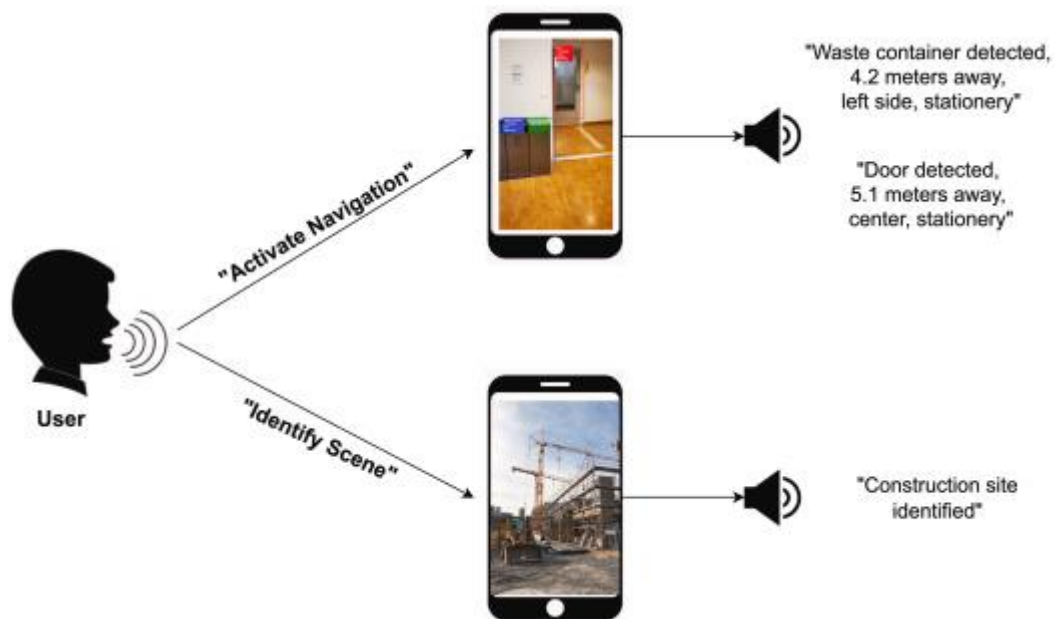 "Waste container detected,
4.2 meters away,
left side, stationery"
"Door detected,
5.1 meters away,
center, stationery"
"Activate Navigation"
User
"Identify Scene"
"Construction site
identified"